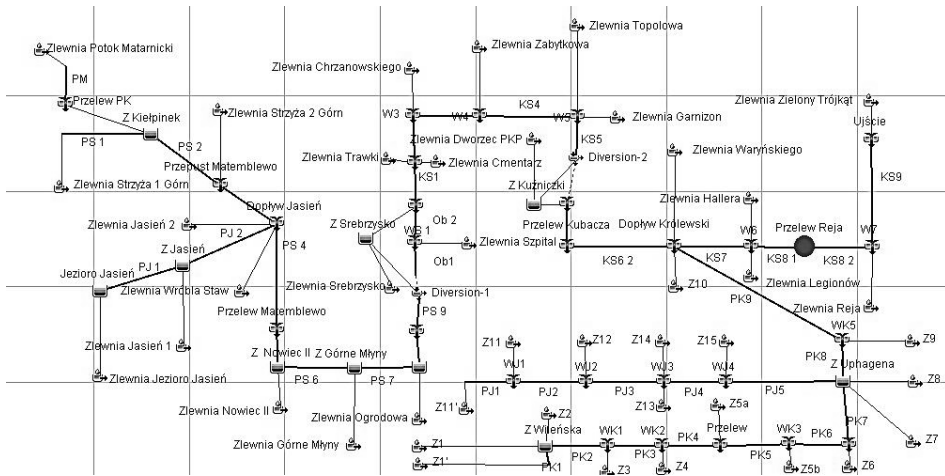 Zlewnia Topolowa
Zlewnia Zabytkowa
Zlewnia Potok Matarnicki
Zlewnia Chrzanowskiego
PM
Przelew PK
KS4
Zlewnia Zielony Trójkąt
Z Kiełpinek
Zlewnia Strzyża 2 Górn
W3
W4
W5
Zlewnia Garnizon
Ujście
PS 1
PS 2
Zlewnia Dworzec PKP
KS5
Przepust Matemblewo
Zlewnia Trawki
Zlewnia Cmentarz
Diversion-2
Zlewnia Waryńskiego
KS1
KS9
Zlewnia Strzyża 1 Górn
Z Kuźniczki
Dopływ Jasień
Zlewnia Hallera
Zlewnia Jasień 2
PJ 2
Z Srebrzysko
Ob 2
Przelew Kubacza
Dopływ Królewski
W6
Przelew Reja
W7
Z Jasień
PS 4
WS 1
Zlewnia Szpital
KS6 2
KS7
KS8 1
KS8 2
Jezioro Jasień
PJ 1
Ob1
Zlewnia Legionów
Zlewnia Wróbla Staw
Zlewnia Srebrzysko
Diversion-1
Z10
PK9
Przelew Matemblewo
PS 9
Zlewnia Reja
WK5
Zlewnia Jasień 1
Z11
Z12
Z14
Z15
Z9
Z Nowiec II
Z Górne Młyny
WJ1
WJ2
WJ3
WJ4
PK8
Z Uphagena
Zlewnia Jezioro Jasień
PS 6
PS 7
PJ1
PJ2
PJ3
PJ4
PJ5
Z8
Zlewnia Nowiec II
Zlewnia Ogrodowa
Z11'
Z2
Z13
Z5a
PK7
Z Wileńska
WK1
WK2
Przelew
WK3
PK6
Zlewnia Górne Młyny
Z1
PK2
PK3
PK4
PK5
Z7
Z1'
PK1
Z3
Z4
Z5b
Z6